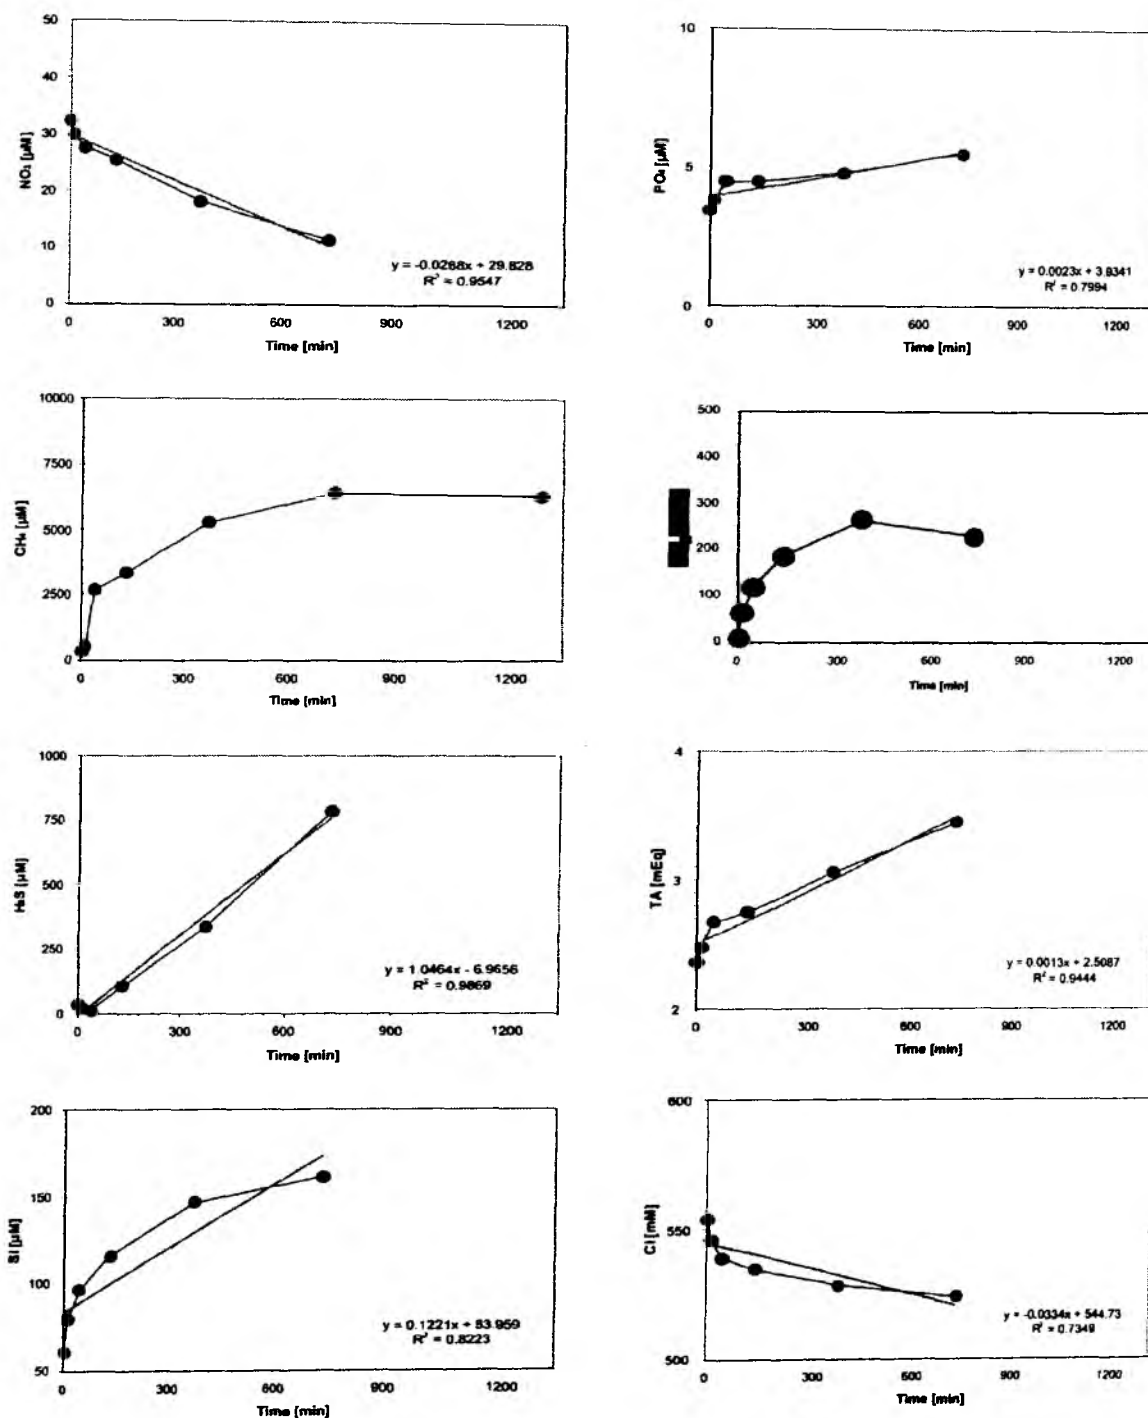 50
40
30
20
10
0
NO₃ [µM]
y = -0.0268x + 29.828
R² = 0.9547
0 300 600 900 1200
Time [min]
10
5
0
PO₄ [µM]
y = 0.0023x + 3.9341
R² = 0.7994
0 300 600 900 1200
Time [min]
10000
7500
5000
2500
0
CH₄ [µM]
0 300 600 900 1200
Time [min]
500
400
300
200
100
0
0 300 600 900 1200
Time [min]
1000
750
500
250
0
H₂S [µM]
y = 1.0464x - 6.9656
R² = 0.9869
0 300 600 900 1200
Time [min]
4
3
2
TA [mEq]
y = 0.0013x + 2.5087
R² = 0.9444
0 300 600 900 1200
Time [min]
200
150
100
50
Si [µM]
y = 0.1221x + 83.959
R² = 0.8223
0 300 600 900 1200
Time [min]
600
550
500
Cl [mM]
y = -0.0334x + 544.73
R² = 0.7349
0 300 600 900 1200
Time [min]